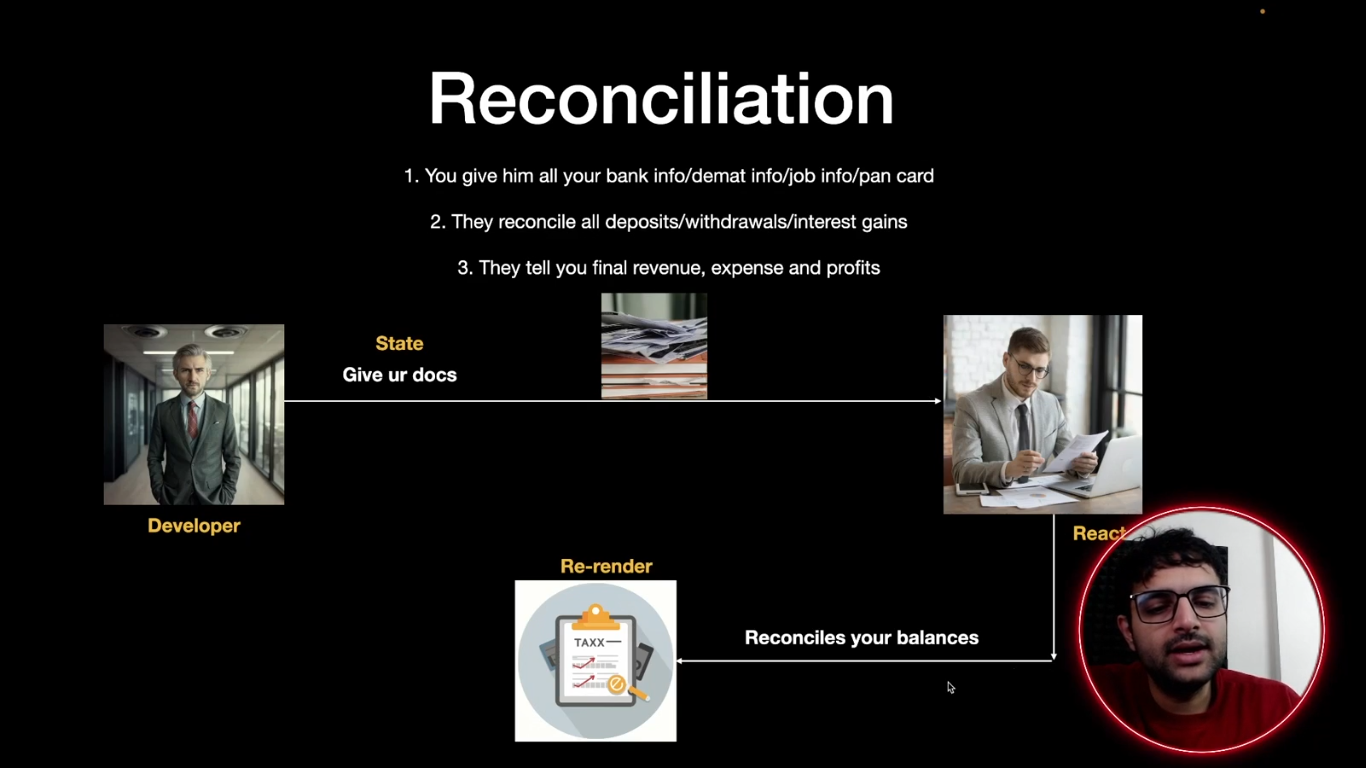 Reconciliation
1. You give him all your bank info/demat info/job info/pan card
2. They reconcile all deposits/withdrawals/interest gains
3. They tell you final revenue, expense and profits
State
Give ur docs
Developer
React
Re-render
TAXX
Reconciles your balances